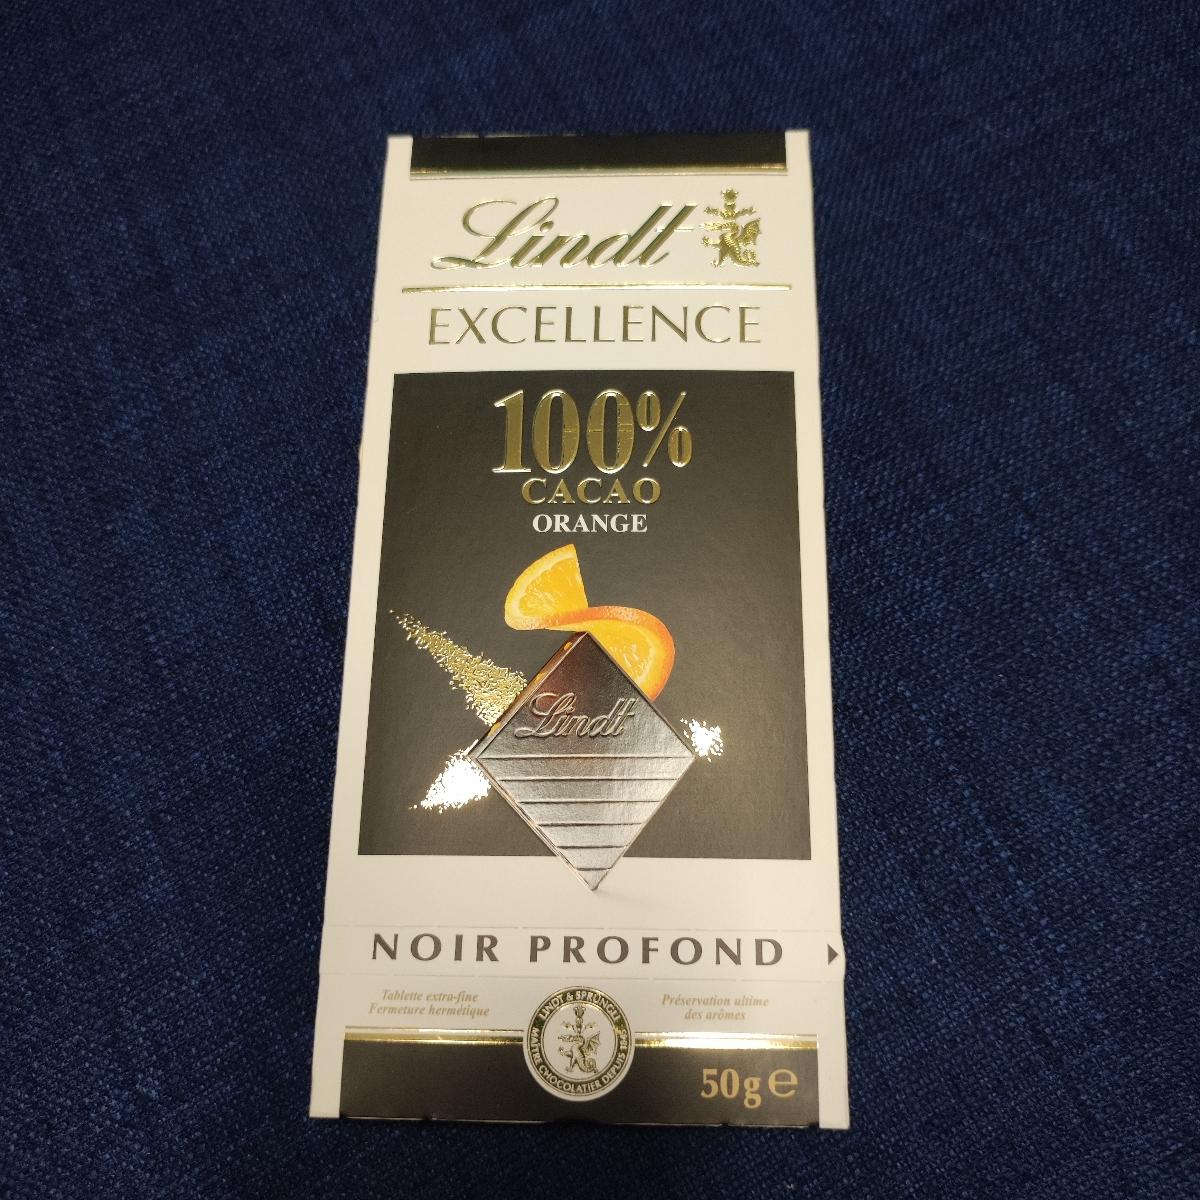 Lindt
EXCELLENCE
100%
CACAO
ORANGE
Lindt
NOIR PROFOND
Tablette extra-fine
Fermeture hermétique
Préservation ultime
des arômes
LINDT & SPRÜNGLI
MAÎTRE CHOCOLATIER DEPUIS 1845
50g e